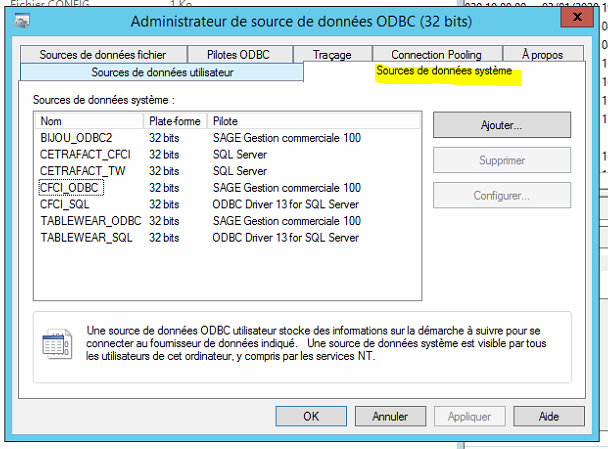 Fichier CONFIG 1 Ko
Administrateur de source de données ODBC (32 bits)
x
Sources de données fichier Pilotes ODBC Traçage Connection Pooling À propos
Sources de données utilisateur Sources de données système
Sources de données système :
Nom Plate-forme Pilote
BIJOU_ODBC2 32 bits SAGE Gestion commerciale 100
CETRAFACT_CFCI 32 bits SQL Server
CETRAFACT_TW 32 bits SQL Server
CFCI_ODBC 32 bits SAGE Gestion commerciale 100
CFCI_SQL 32 bits ODBC Driver 13 for SQL Server
TABLEWEAR_ODBC 32 bits SAGE Gestion commerciale 100
TABLEWEAR_SQL 32 bits ODBC Driver 13 for SQL Server
Ajouter...
Supprimer
Configurer...
Une source de données ODBC utilisateur stocke des informations sur la démarche à suivre pour se
connecter au fournisseur de données indiqué. Une source de données système est visible par tous
les utilisateurs de cet ordinateur, y compris par les services NT.
OK Annuler Appliquer Aide